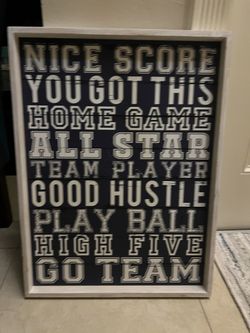 NICE SCORE
YOU GOT THIS
HOME GAME
ALL STAR
TEAM PLAYER
GOOD HUSTLE
PLAY BALL
HIGH FIVE
GO TEAM